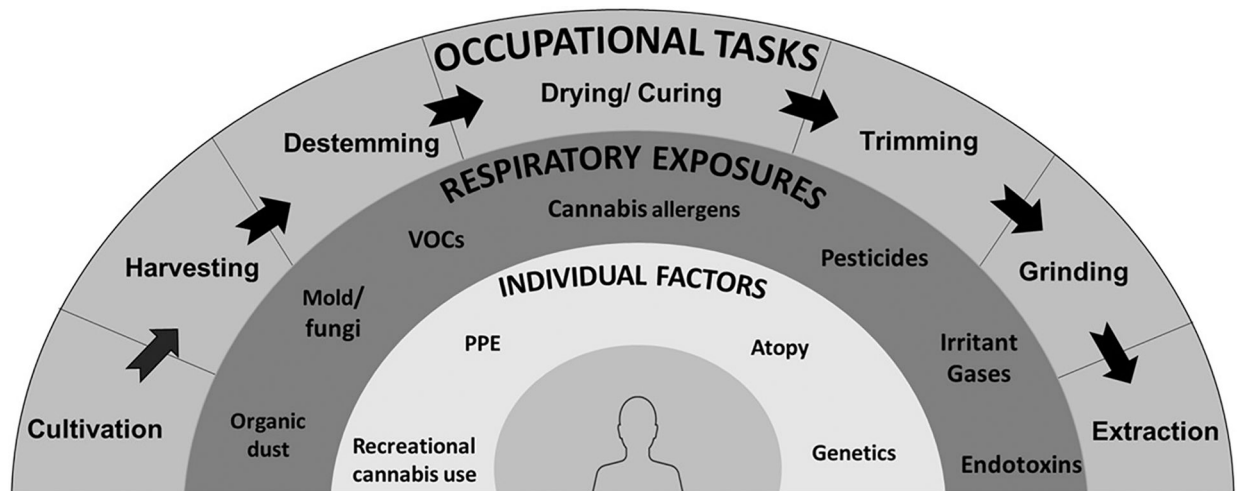 OCCUPATIONAL TASKS
Cultivation
Harvesting
Destemming
Drying/ Curing
Trimming
Grinding
Extraction
RESPIRATORY EXPOSURES
Organic
dust
Mold/
fungi
VOCs
Cannabis allergens
Pesticides
Irritant
Gases
Endotoxins
INDIVIDUAL FACTORS
Recreational
cannabis use
PPE
Atopy
Genetics